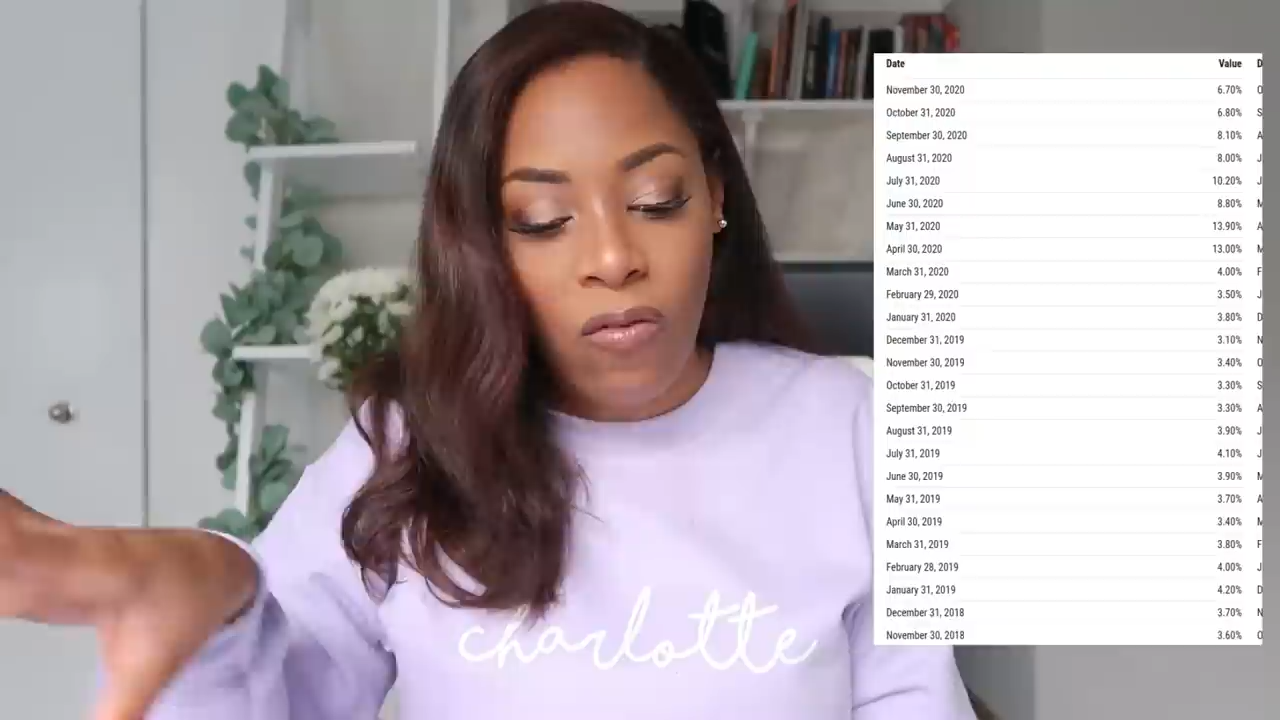 Date Value D
November 30, 2020 6.70% O
October 31, 2020 6.80% S
September 30, 2020 8.10% A
August 31, 2020 8.00% J
July 31, 2020 10.20% J
June 30, 2020 8.80% M
May 31, 2020 13.90% A
April 30, 2020 13.00% M
March 31, 2020 4.00% F
February 29, 2020 3.50% J
January 31, 2020 3.80% D
December 31, 2019 3.10% N
November 30, 2019 3.40% O
October 31, 2019 3.30% S
September 30, 2019 3.30% A
August 31, 2019 3.90% J
July 31, 2019 4.10% J
June 30, 2019 3.90% M
May 31, 2019 3.70% A
April 30, 2019 3.40% M
March 31, 2019 3.80% F
February 28, 2019 4.00% J
January 31, 2019 4.20% D
December 31, 2018 3.70% N
November 30, 2018 3.60% O
charlotte